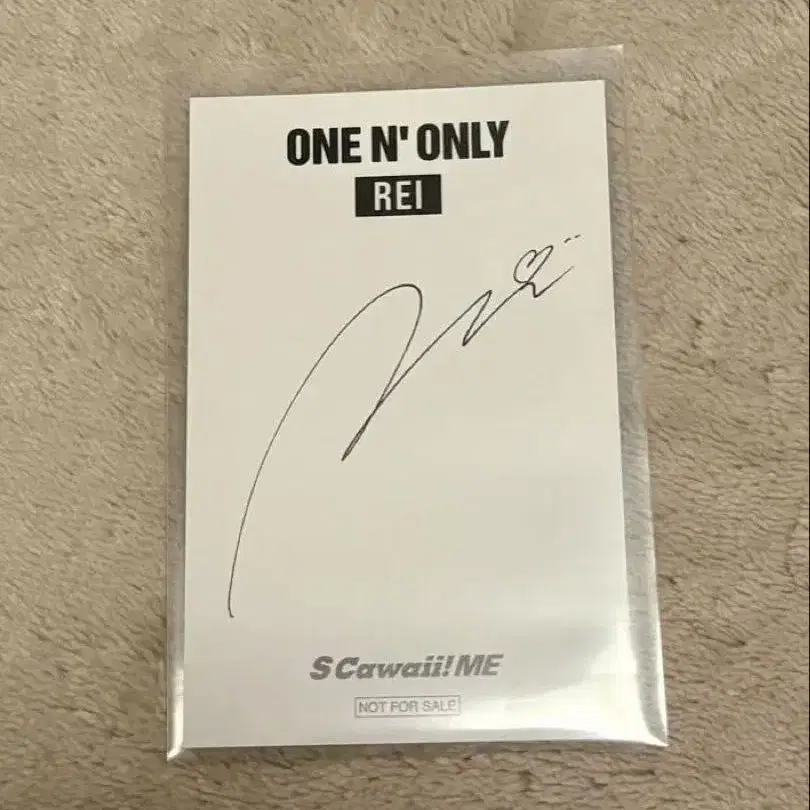 ONE N' ONLY
REI
S Cawaii! ME
NOT FOR SALE